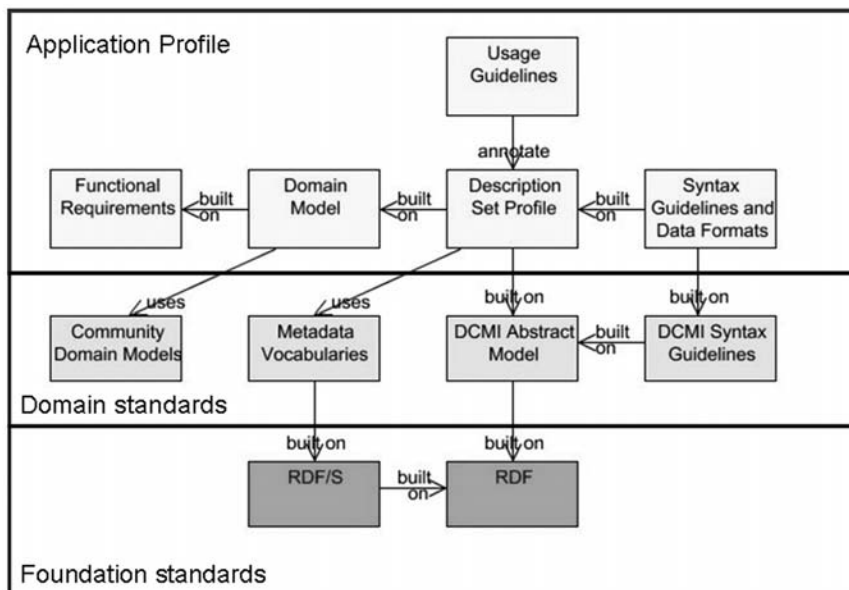 Application Profile
Usage
Guidelines
annotate
Functional
Requirements
built
on
Domain
Model
built
on
Description
Set Profile
built
on
Syntax
Guidelines and
Data Formats
uses
uses
built on
built on
Community
Domain Models
Metadata
Vocabularies
DCMI Abstract
Model
built
on
DCMI Syntax
Guidelines
Domain standards
built on
built on
RDF/S
built
on
RDF
Foundation standards